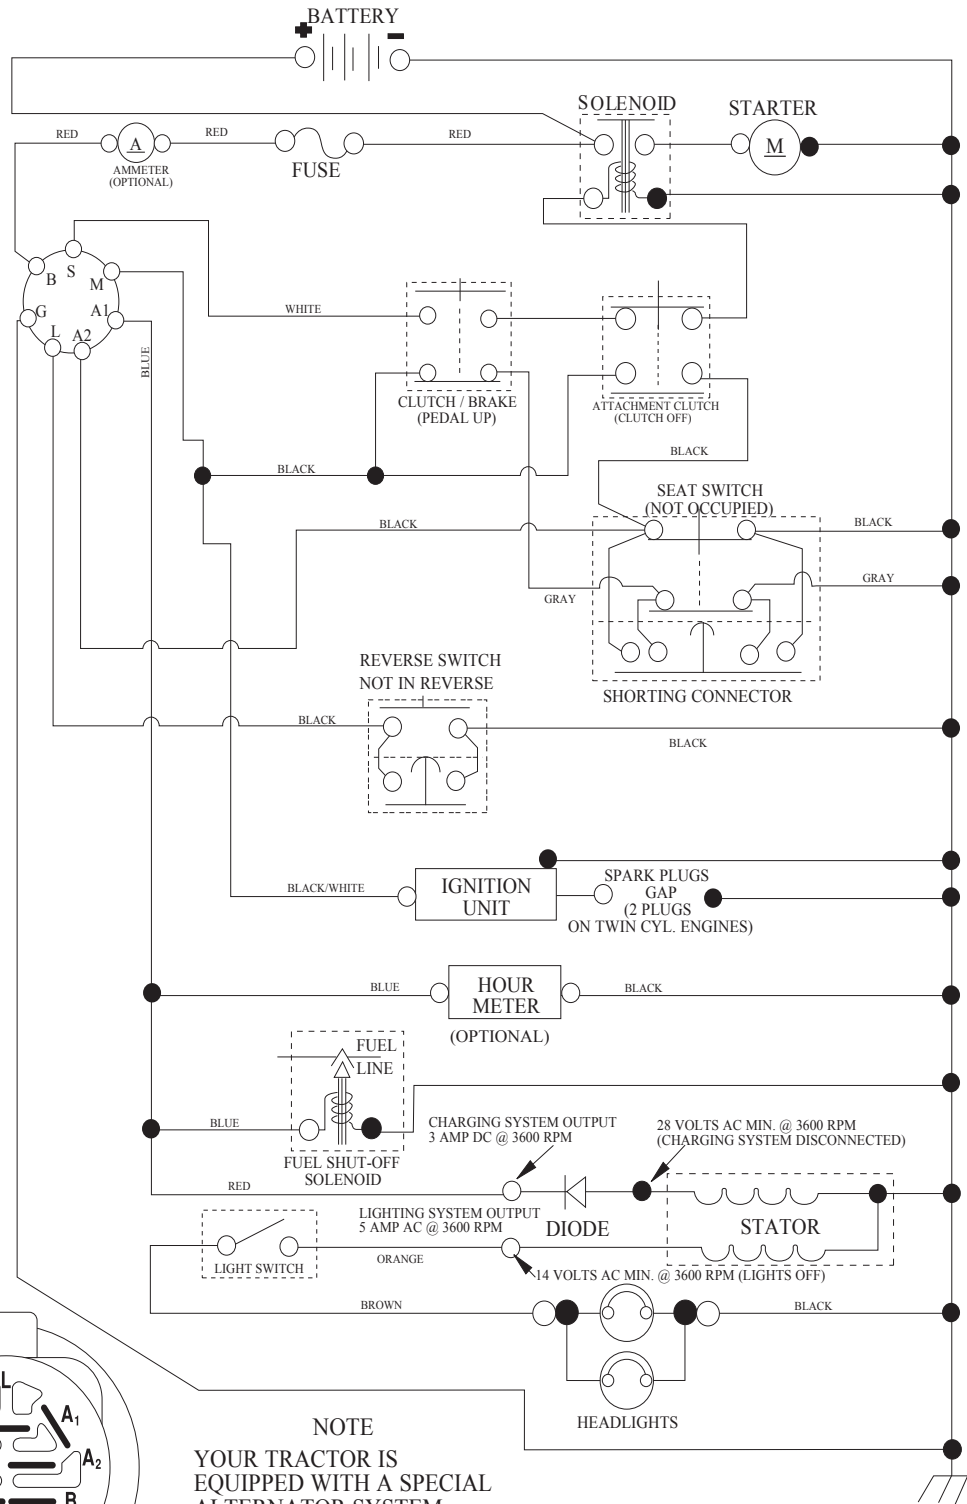 BATTERY
+ -
SOLENOID
STARTER
RED
RED
RED
A
M
AMMETER
(OPTIONAL)
FUSE
B
S
M
G
A1
L
A2
BLUE
WHITE
CLUTCH / BRAKE
(PEDAL UP)
ATTACHMENT CLUTCH
(CLUTCH OFF)
BLACK
BLACK
SEAT SWITCH
(NOT OCCUPIED)
BLACK
BLACK
GRAY
GRAY
SHORTING CONNECTOR
REVERSE SWITCH
NOT IN REVERSE
BLACK
BLACK
BLACK/WHITE
IGNITION
UNIT
SPARK PLUGS
GAP
(2 PLUGS
ON TWIN CYL. ENGINES)
BLUE
HOUR
METER
BLACK
(OPTIONAL)
FUEL
LINE
BLUE
FUEL SHUT-OFF
SOLENOID
CHARGING SYSTEM OUTPUT
3 AMP DC @ 3600 RPM
28 VOLTS AC MIN. @ 3600 RPM
(CHARGING SYSTEM DISCONNECTED)
RED
LIGHTING SYSTEM OUTPUT
5 AMP AC @ 3600 RPM
DIODE
STATOR
LIGHT SWITCH
ORANGE
14 VOLTS AC MIN. @ 3600 RPM (LIGHTS OFF)
BROWN
BLACK
HEADLIGHTS
L
A1
A2
B
NOTE
YOUR TRACTOR IS
EQUIPPED WITH A SPECIAL
ALTERNATOR SYSTEM